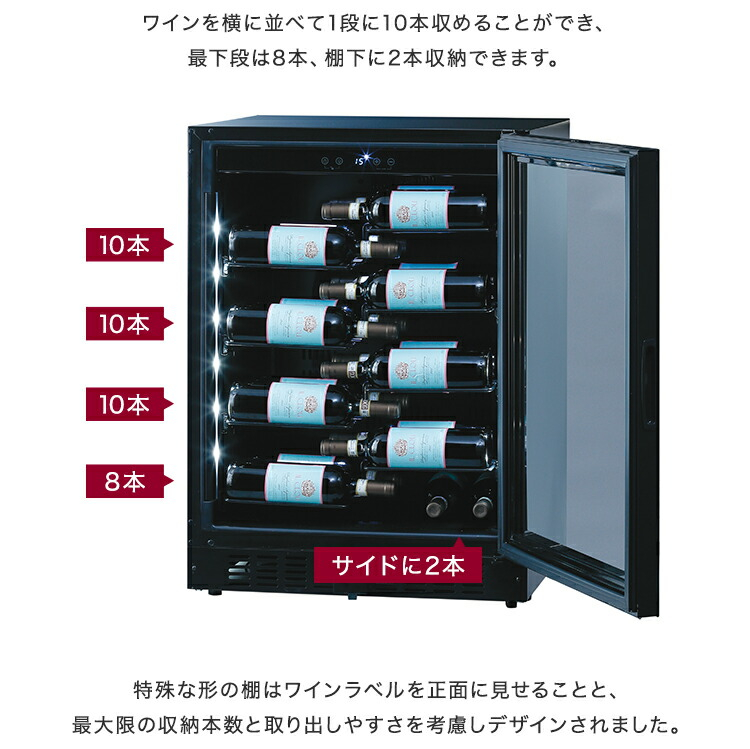 ワインを横に並べて1段に10本収めることができ、
最下段は8本、棚下に2本収納できます。
15
10本
10本
10本
8本
サイドに2本
特殊な形の棚はワインラベルを正面に見せることと、
最大限の収納本数と取り出しやすさを考慮しデザインされました。